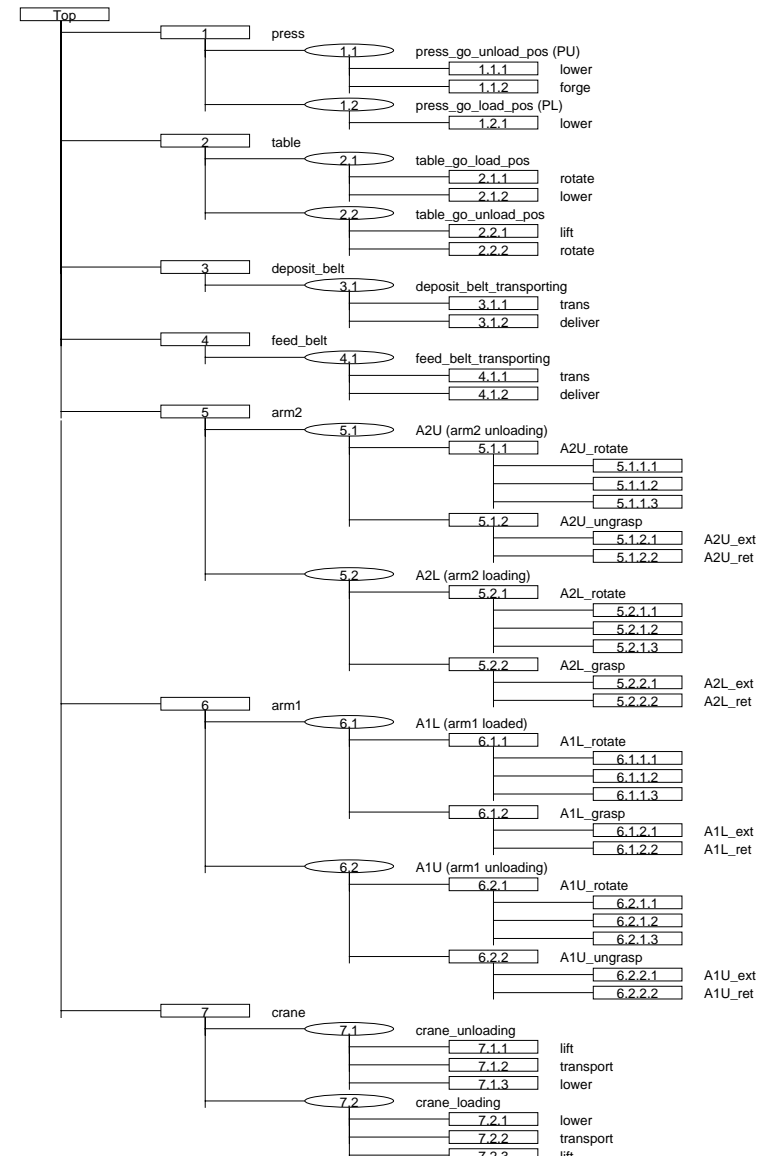 Top
1 press
1.1 press_go_unload_pos (PU)
1.1.1 lower
1.1.2 forge
1.2 press_go_load_pos (PL)
1.2.1 lower
2 table
2.1 table_go_load_pos
2.1.1 rotate
2.1.2 lower
2.2 table_go_unload_pos
2.2.1 lift
2.2.2 rotate
3 deposit_belt
3.1 deposit_belt_transporting
3.1.1 trans
3.1.2 deliver
4 feed_belt
4.1 feed_belt_transporting
4.1.1 trans
4.1.2 deliver
5 arm2
5.1 A2U (arm2 unloading)
5.1.1 A2U_rotate
5.1.1.1
5.1.1.2
5.1.1.3
5.1.2 A2U_ungrasp
5.1.2.1 A2U_ext
5.1.2.2 A2U_ret
5.2 A2L (arm2 loading)
5.2.1 A2L_rotate
5.2.1.1
5.2.1.2
5.2.1.3
5.2.2 A2L_grasp
5.2.2.1 A2L_ext
5.2.2.2 A2L_ret
6 arm1
6.1 A1L (arm1 loaded)
6.1.1 A1L_rotate
6.1.1.1
6.1.1.2
6.1.1.3
6.1.2 A1L_grasp
6.1.2.1 A1L_ext
6.1.2.2 A1L_ret
6.2 A1U (arm1 unloading)
6.2.1 A1U_rotate
6.2.1.1
6.2.1.2
6.2.1.3
6.2.2 A1U_ungrasp
6.2.2.1 A1U_ext
6.2.2.2 A1U_ret
7 crane
7.1 crane_unloading
7.1.1 lift
7.1.2 transport
7.1.3 lower
7.2 crane_loading
7.2.1 lower
7.2.2 transport
7.2.3 lift